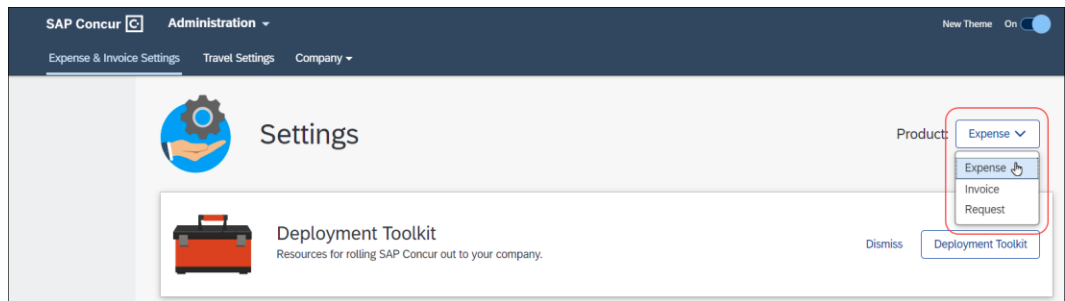 SAP Concur C Administration New Theme On
Expense & Invoice Settings Travel Settings Company
Settings
Product: Expense
Expense
Invoice
Request
Deployment Toolkit
Resources for rolling SAP Concur out to your company.
Dismiss Deployment Toolkit